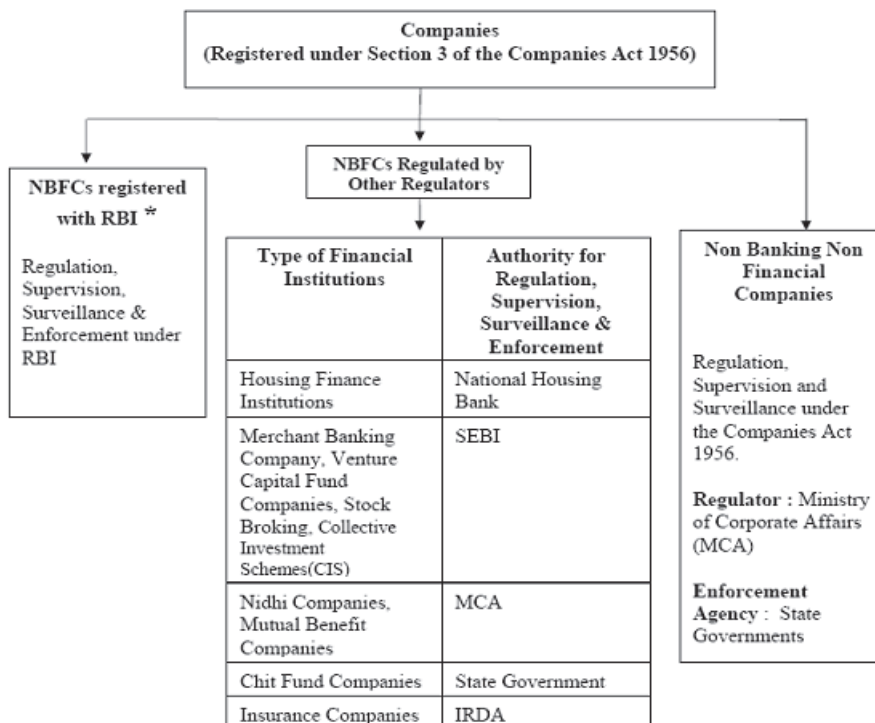 Companies
(Registered under Section 3 of the Companies Act 1956)
NBFCs registered
with RBI *
Regulation,
Supervision,
Surveillance &
Enforcement under
RBI
NBFCs Regulated by
Other Regulators
Type of Financial
Institutions
Authority for
Regulation,
Supervision,
Surveillance &
Enforcement
Housing Finance
Institutions
National Housing
Bank
Merchant Banking
Company, Venture
Capital Fund
Companies, Stock
Broking, Collective
Investment
Schemes(CIS)
SEBI
Nidhi Companies,
Mutual Benefit
Companies
MCA
Chit Fund Companies
State Government
Insurance Companies
IRDA
Non Banking Non
Financial
Companies
Regulation,
Supervision and
Surveillance under
the Companies Act
1956.
Regulator : Ministry
of Corporate Affairs
(MCA)
Enforcement
Agency : State
Governments